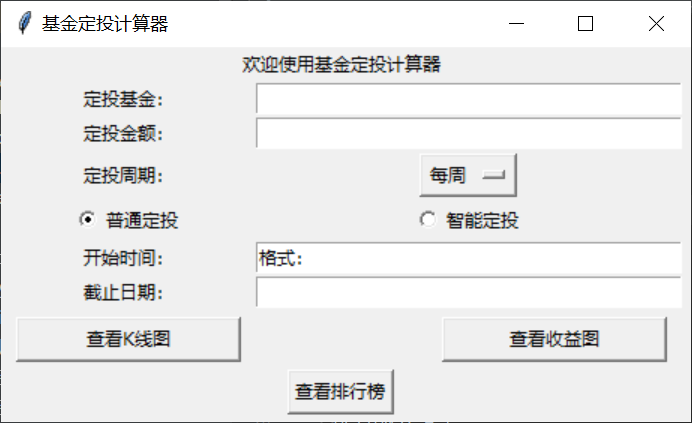 基金定投计算器
欢迎使用基金定投计算器
定投基金:
定投金额:
定投周期: 每周
普通定投 智能定投
开始时间: 格式:
截止日期:
查看K线图 查看收益图
查看排行榜